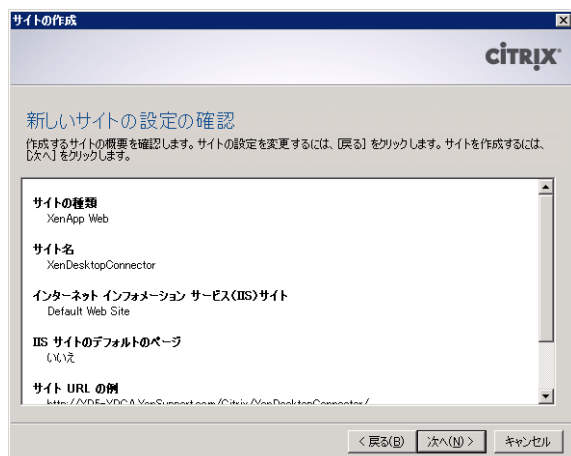 サイトの作成
CİTRIX
新しいサイトの設定の確認
作成するサイトの概要を確認します。サイトの設定を変更するには、[戻る] をクリックします。サイトを作成するには、
[次へ] をクリックします。
サイトの種類
XenApp Web
サイト名
XenDesktopConnector
インターネット インフォメーション サービス(IIS)サイト
Default Web Site
IIS サイトのデフォルトのページ
いいえ
サイト URL の例
< 戻る(B)
次へ(N) >
キャンセル